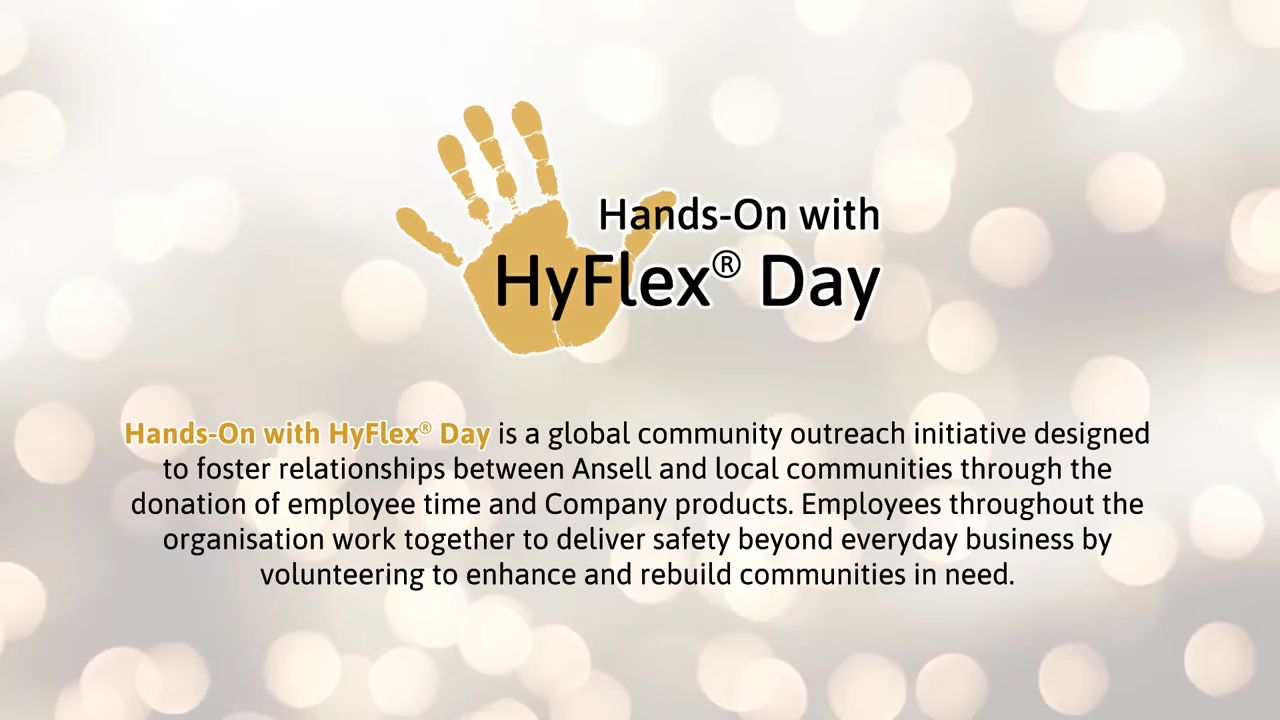 Hands-On with
HyFlex® Day
Hands-On with HyFlex® Day is a global community outreach initiative designed
to foster relationships between Ansell and local communities through the
donation of employee time and Company products. Employees throughout the
organisation work together to deliver safety beyond everyday business by
volunteering to enhance and rebuild communities in need.